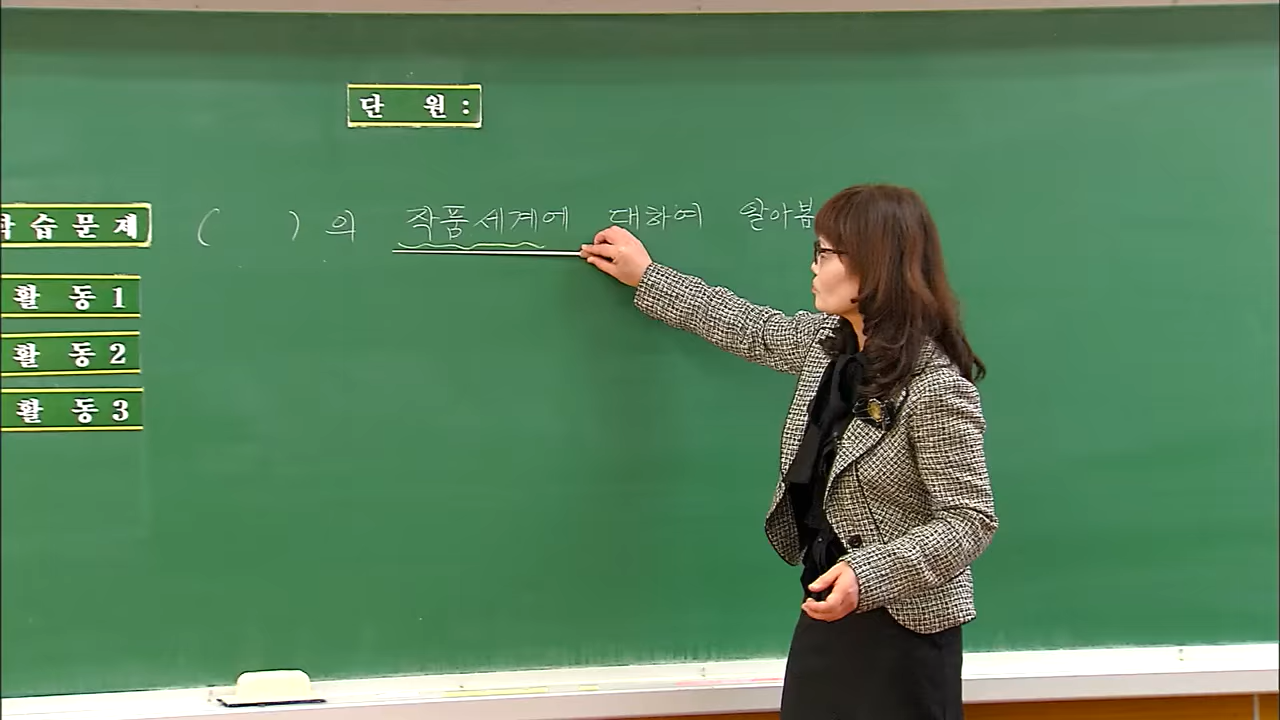 단 원 :
학습문제 ( )의 작품세계에 대하여 알아봅
활 동 1
활 동 2
활 동 3